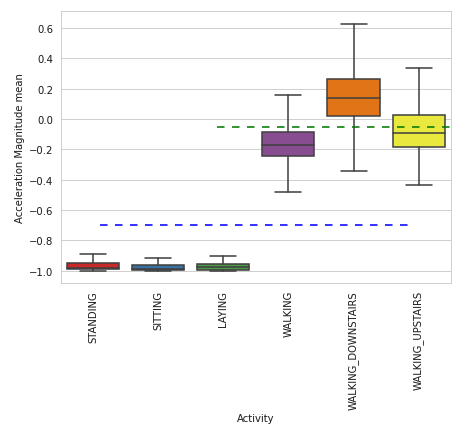 Acceleration Magnitude mean
0.6
0.4
0.2
0.0
−0.2
−0.4
−0.6
−0.8
−1.0
STANDING
SITTING
LAYING
WALKING
WALKING_DOWNSTAIRS
WALKING_UPSTAIRS
Activity